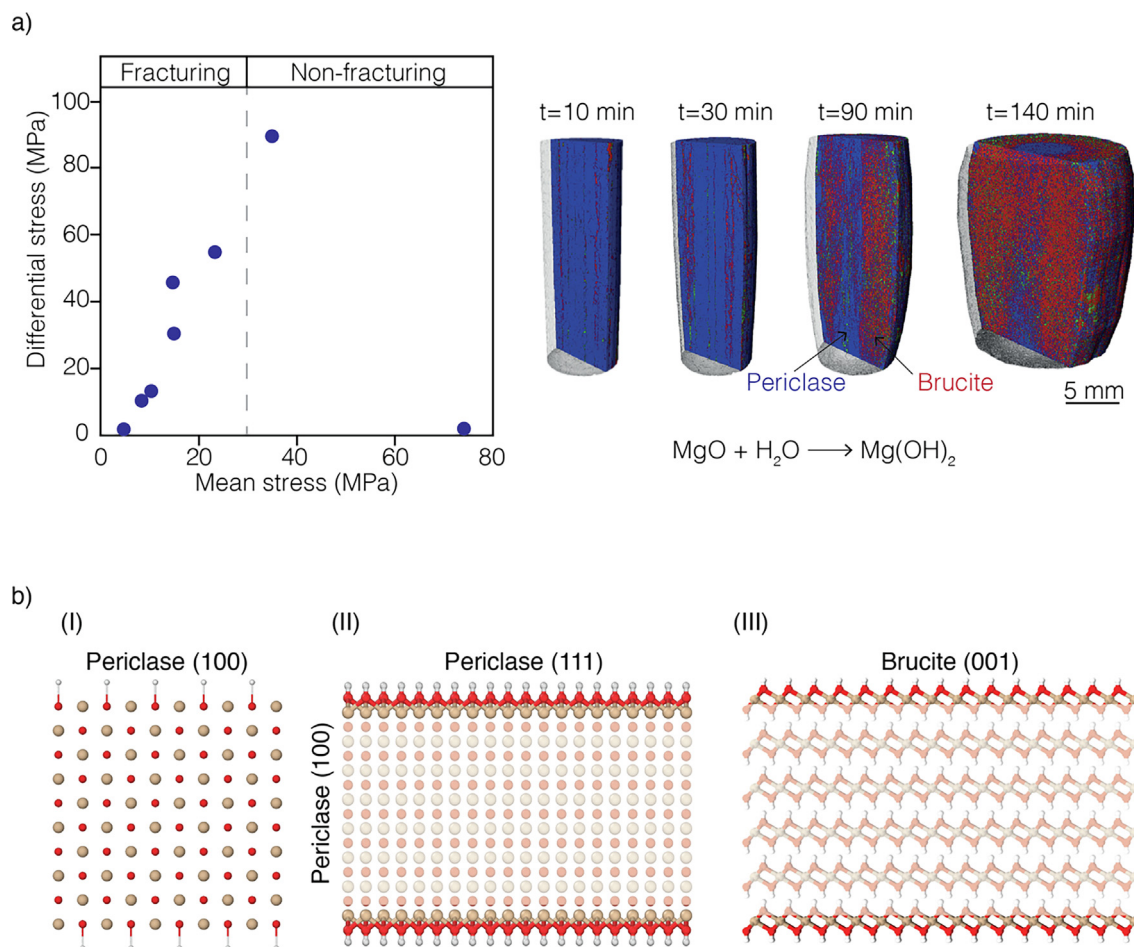 a)
Fracturing
Non-fracturing
Differential stress (MPa)
100
80
60
40
20
0
0
20
40
60
80
Mean stress (MPa)
t=10 min
t=30 min
t=90 min
t=140 min
Periclase
Brucite
5 mm
MgO + H₂O ⟶ Mg(OH)₂
b)
(I)
Periclase (100)
(II)
Periclase (111)
Periclase (100)
(III)
Brucite (001)